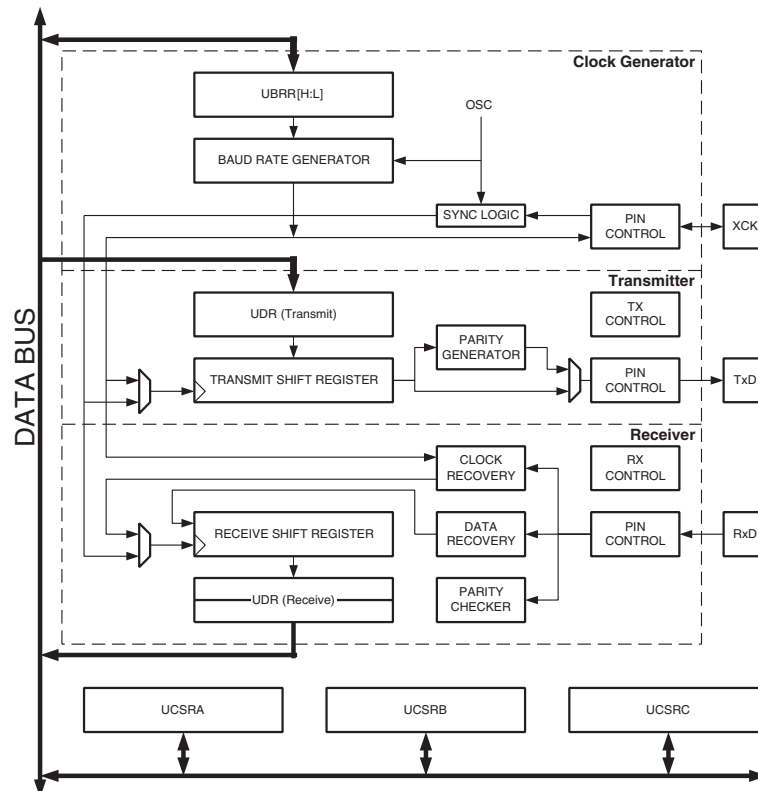 Clock Generator
UBRR[H:L]
OSC
BAUD RATE GENERATOR
SYNC LOGIC
PIN
CONTROL
XCK
Transmitter
TX
CONTROL
UDR (Transmit)
PARITY
GENERATOR
TRANSMIT SHIFT REGISTER
PIN
CONTROL
TxD
DATA BUS
Receiver
CLOCK
RECOVERY
RX
CONTROL
RECEIVE SHIFT REGISTER
DATA
RECOVERY
PIN
CONTROL
RxD
UDR (Receive)
PARITY
CHECKER
UCSRA
UCSRB
UCSRC